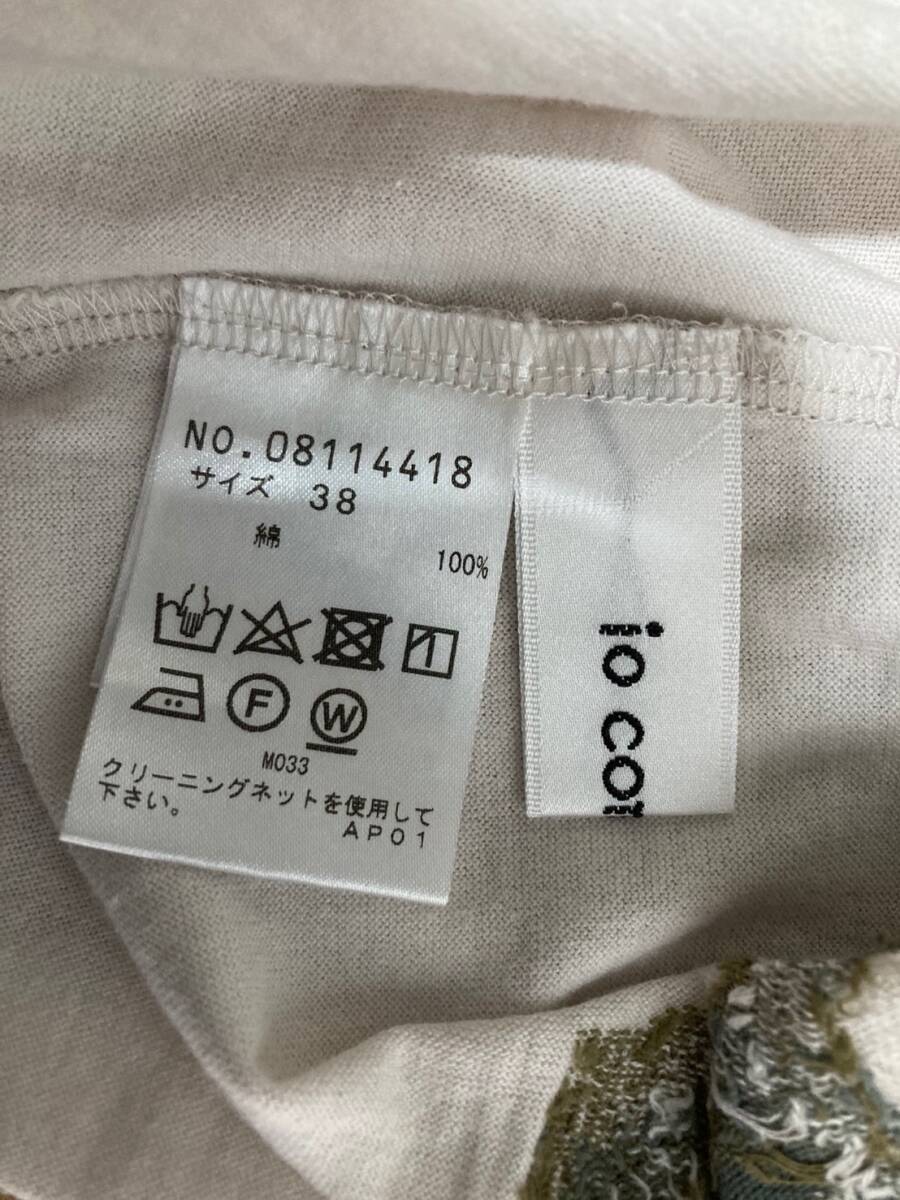 NO.08114418
サイズ 38
綿 100%
F W
M033
クリーニングネットを使用して
下さい。
AP01
io co